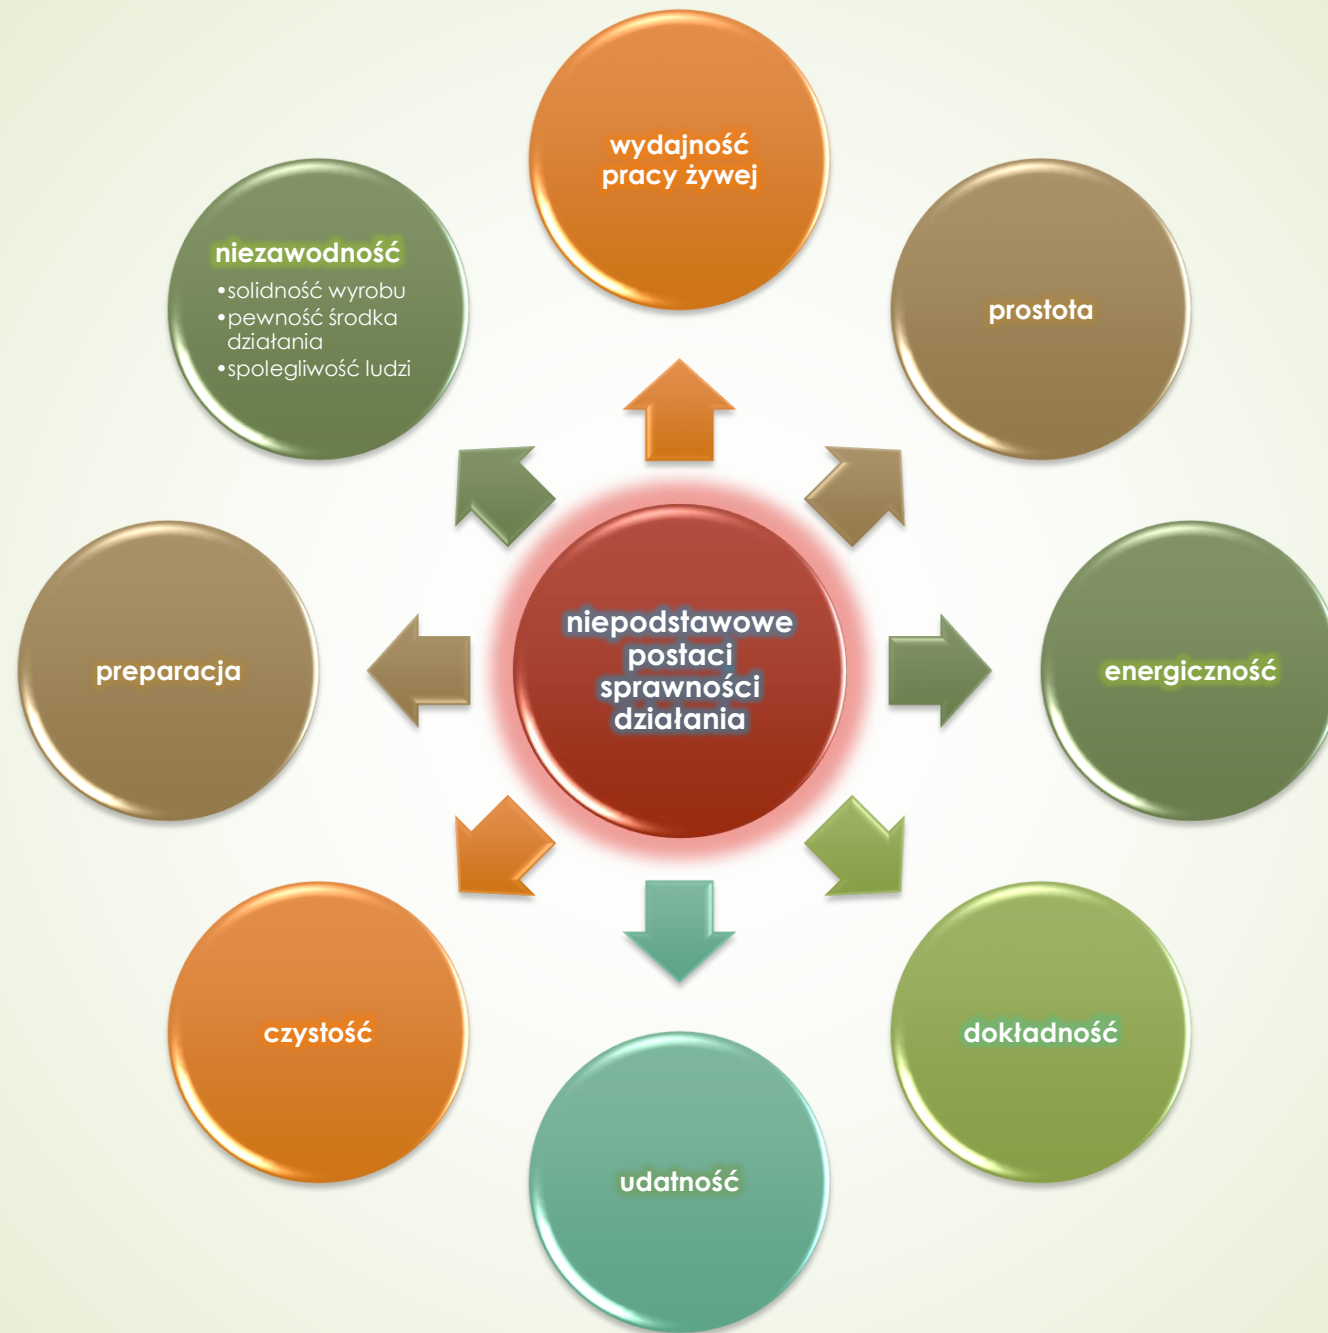 wydajność
pracy żywej
prostota
energiczność
dokładność
udatność
czystość
preparacja
niezawodność
•solidność wyrobu
•pewność środka
działania
•spolegliwość ludzi
niepodstawowe
postaci
sprawności
działania